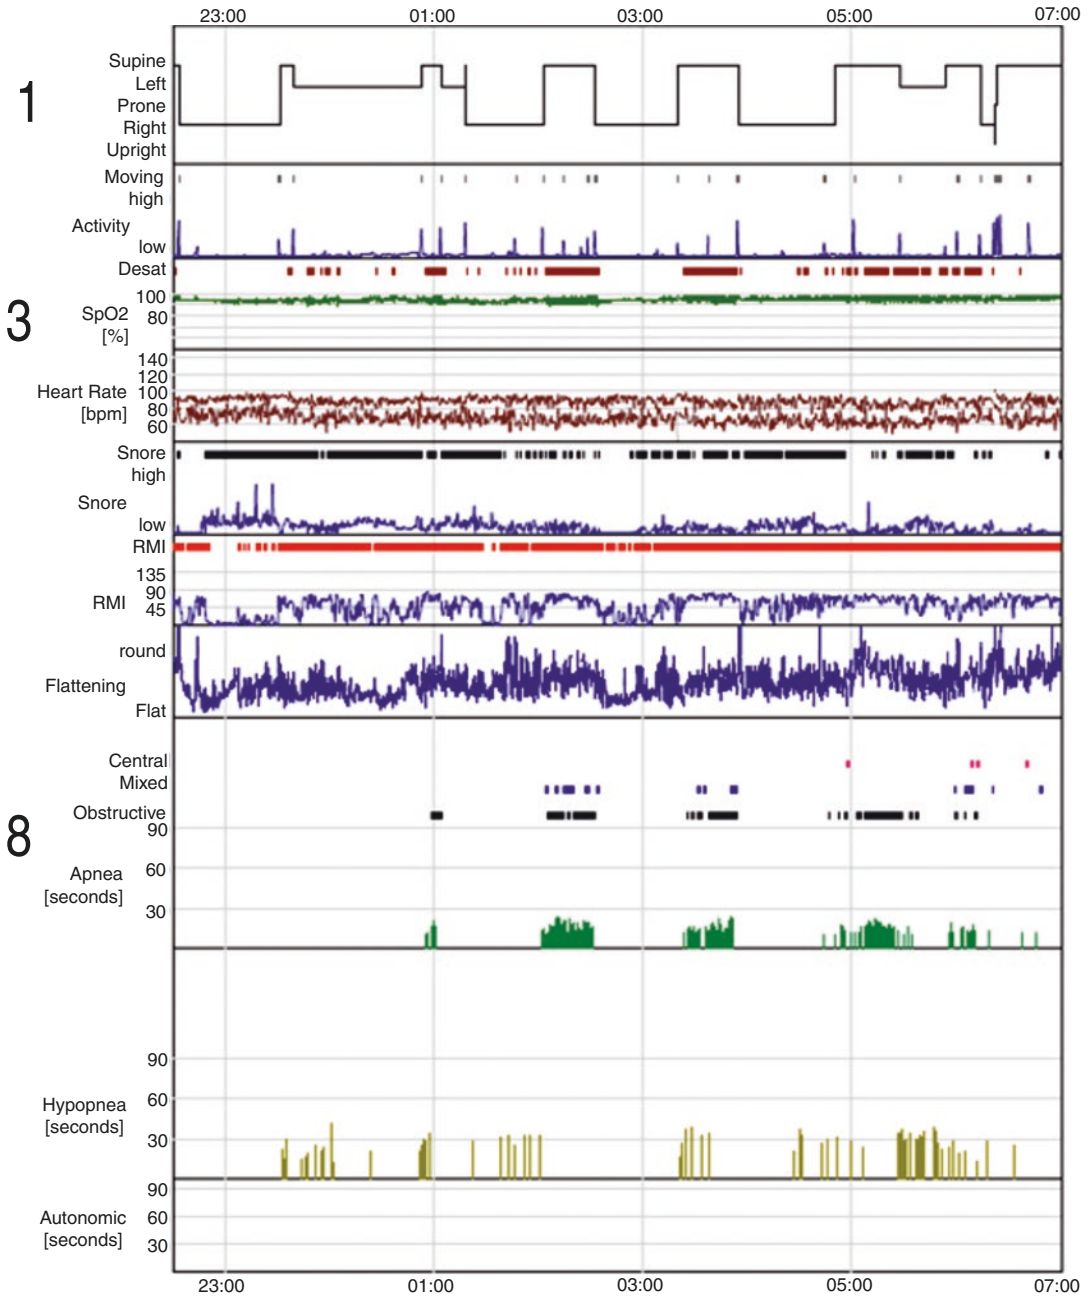 23:00 01:00 03:00 05:00 07:00
1
Supine
Left
Prone
Right
Upright
Moving
high
Activity
low
Desat
3
100
SpO2 80
[%]
140
120
Heart Rate 100
[bpm] 80
60
Snore
high
Snore
low
RMI
135
90
RMI 45
round
Flattening
Flat
Central
Mixed
Obstructive
8
90
60
Apnea
[seconds]
30
90
60
Hypopnea
[seconds] 30
90
Autonomic 60
[seconds] 30
23:00 01:00 03:00 05:00 07:00